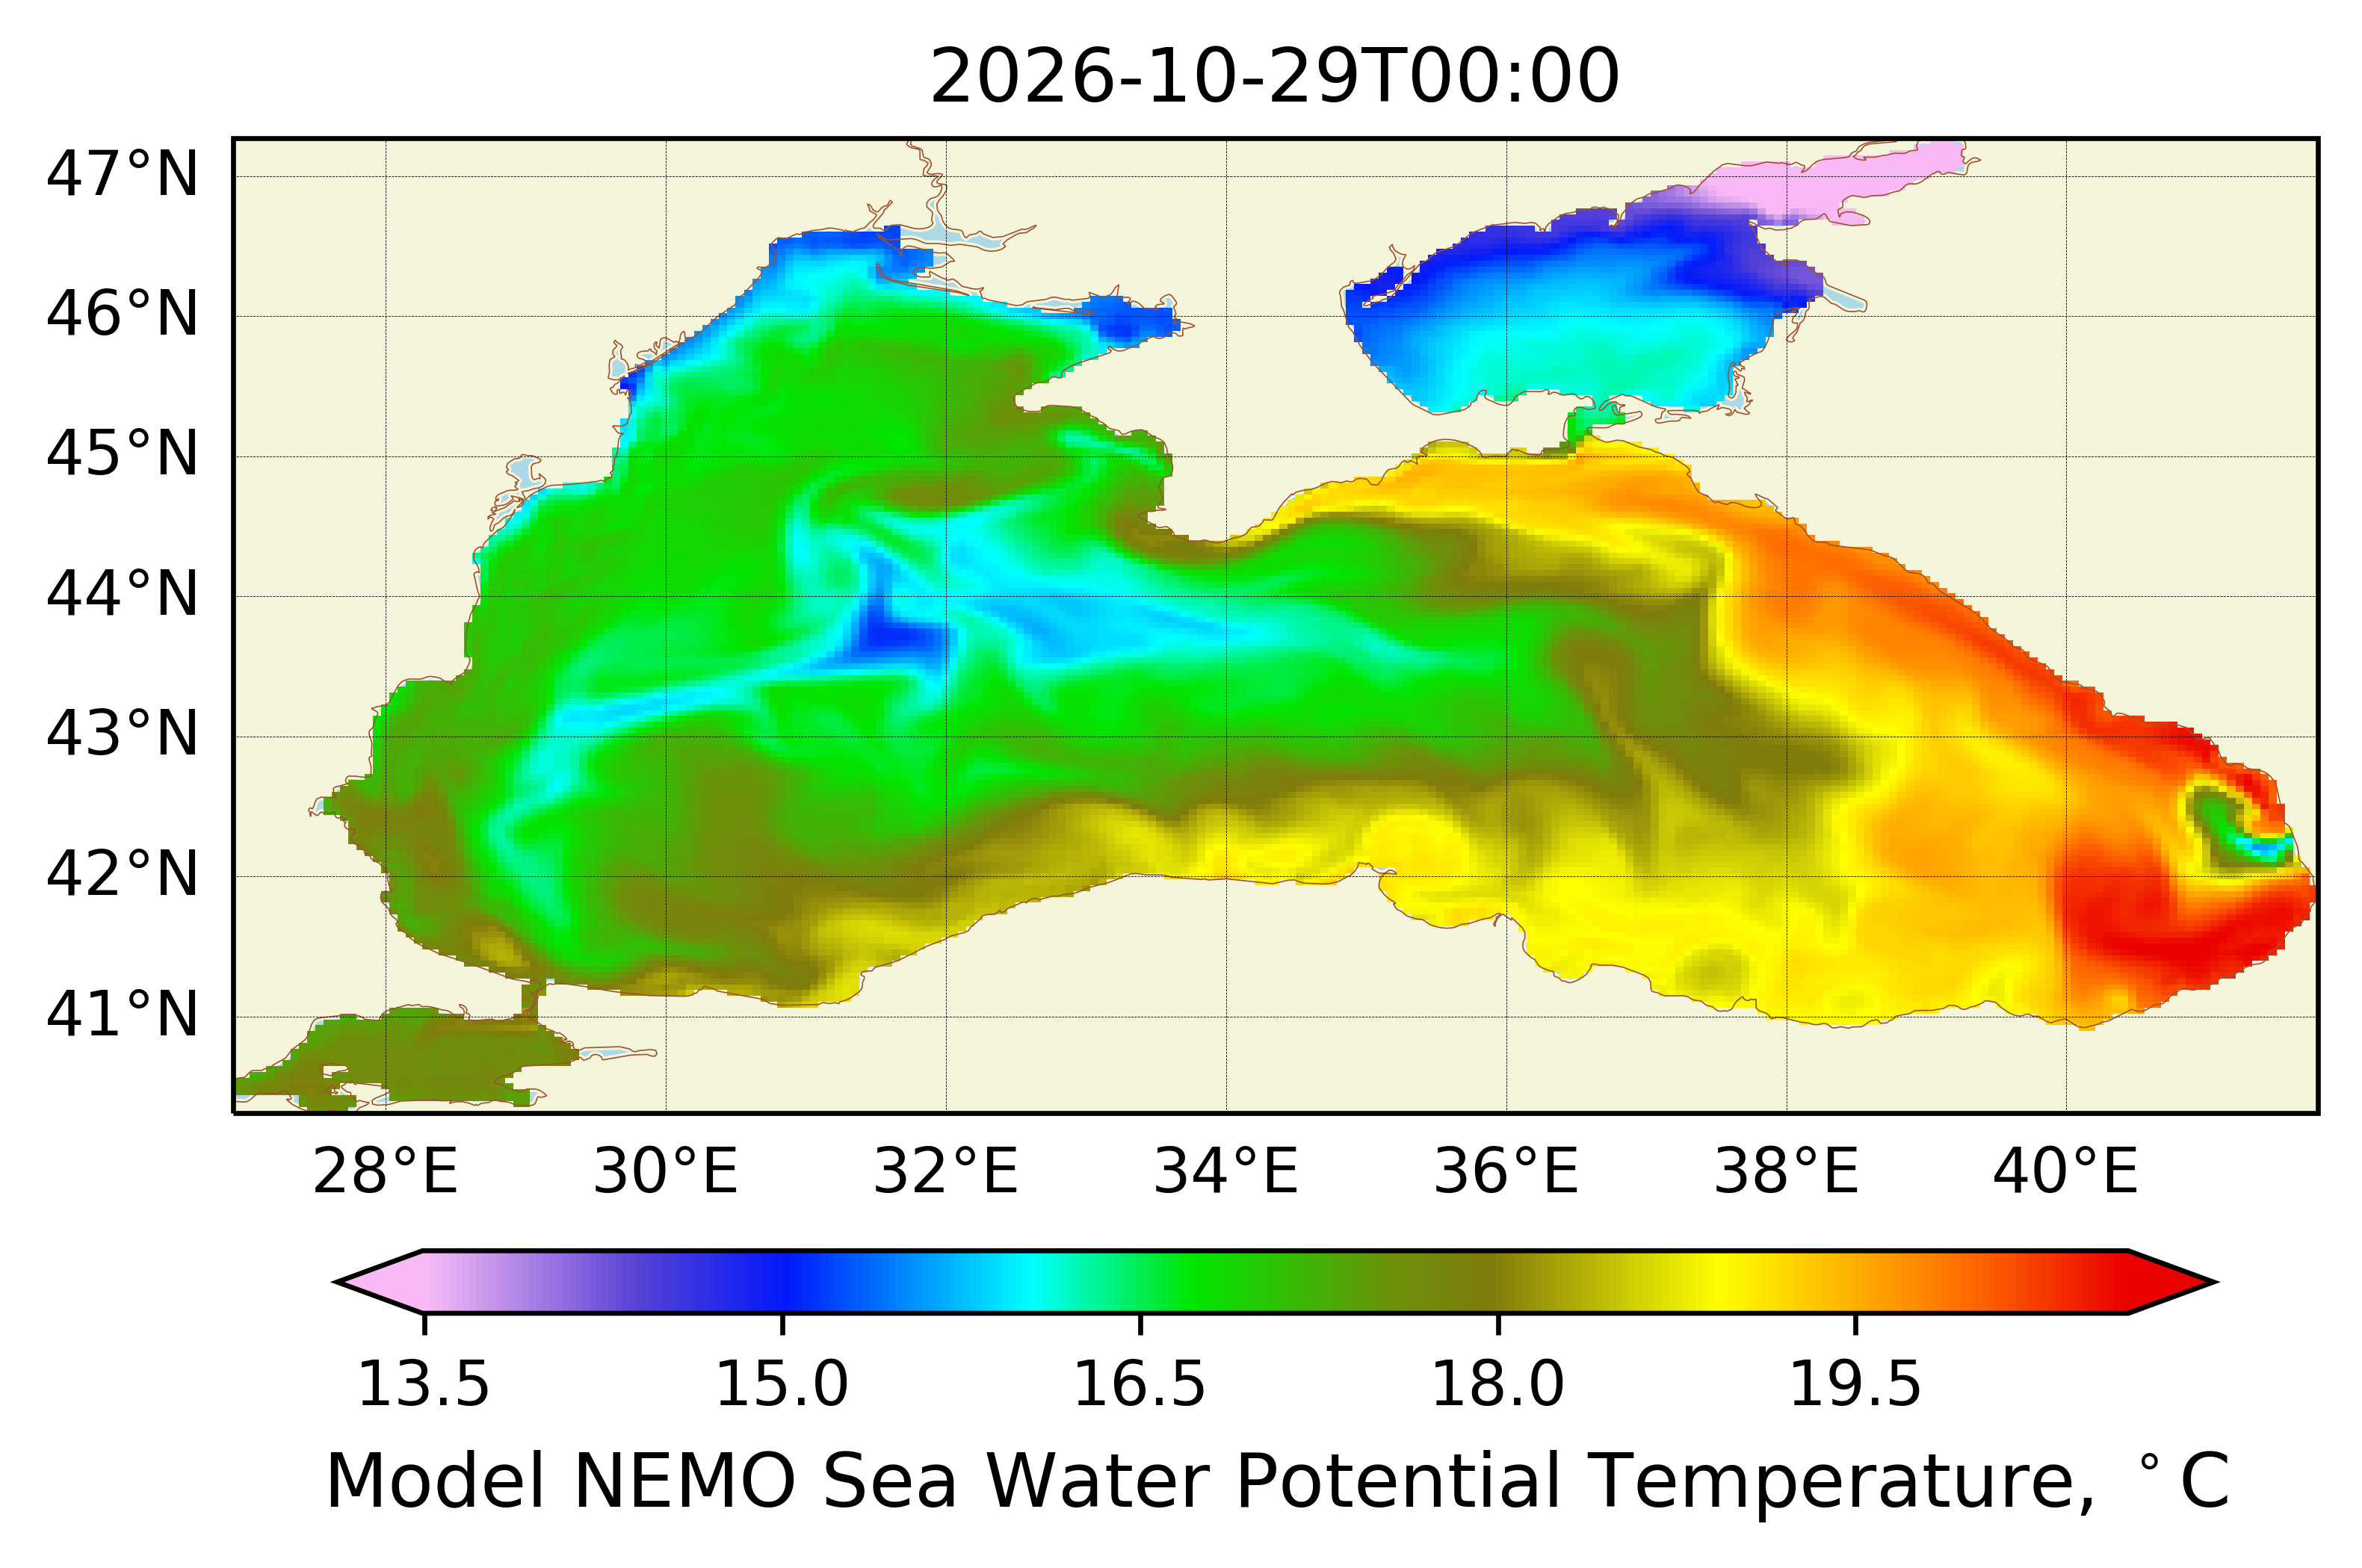 2026-10-29T00:00
47°N
46°N
45°N
44°N
43°N
42°N
41°N
28°E 30°E 32°E 34°E 36°E 38°E 40°E
13.5 15.0 16.5 18.0 19.5
Model NEMO Sea Water Potential Temperature, °C